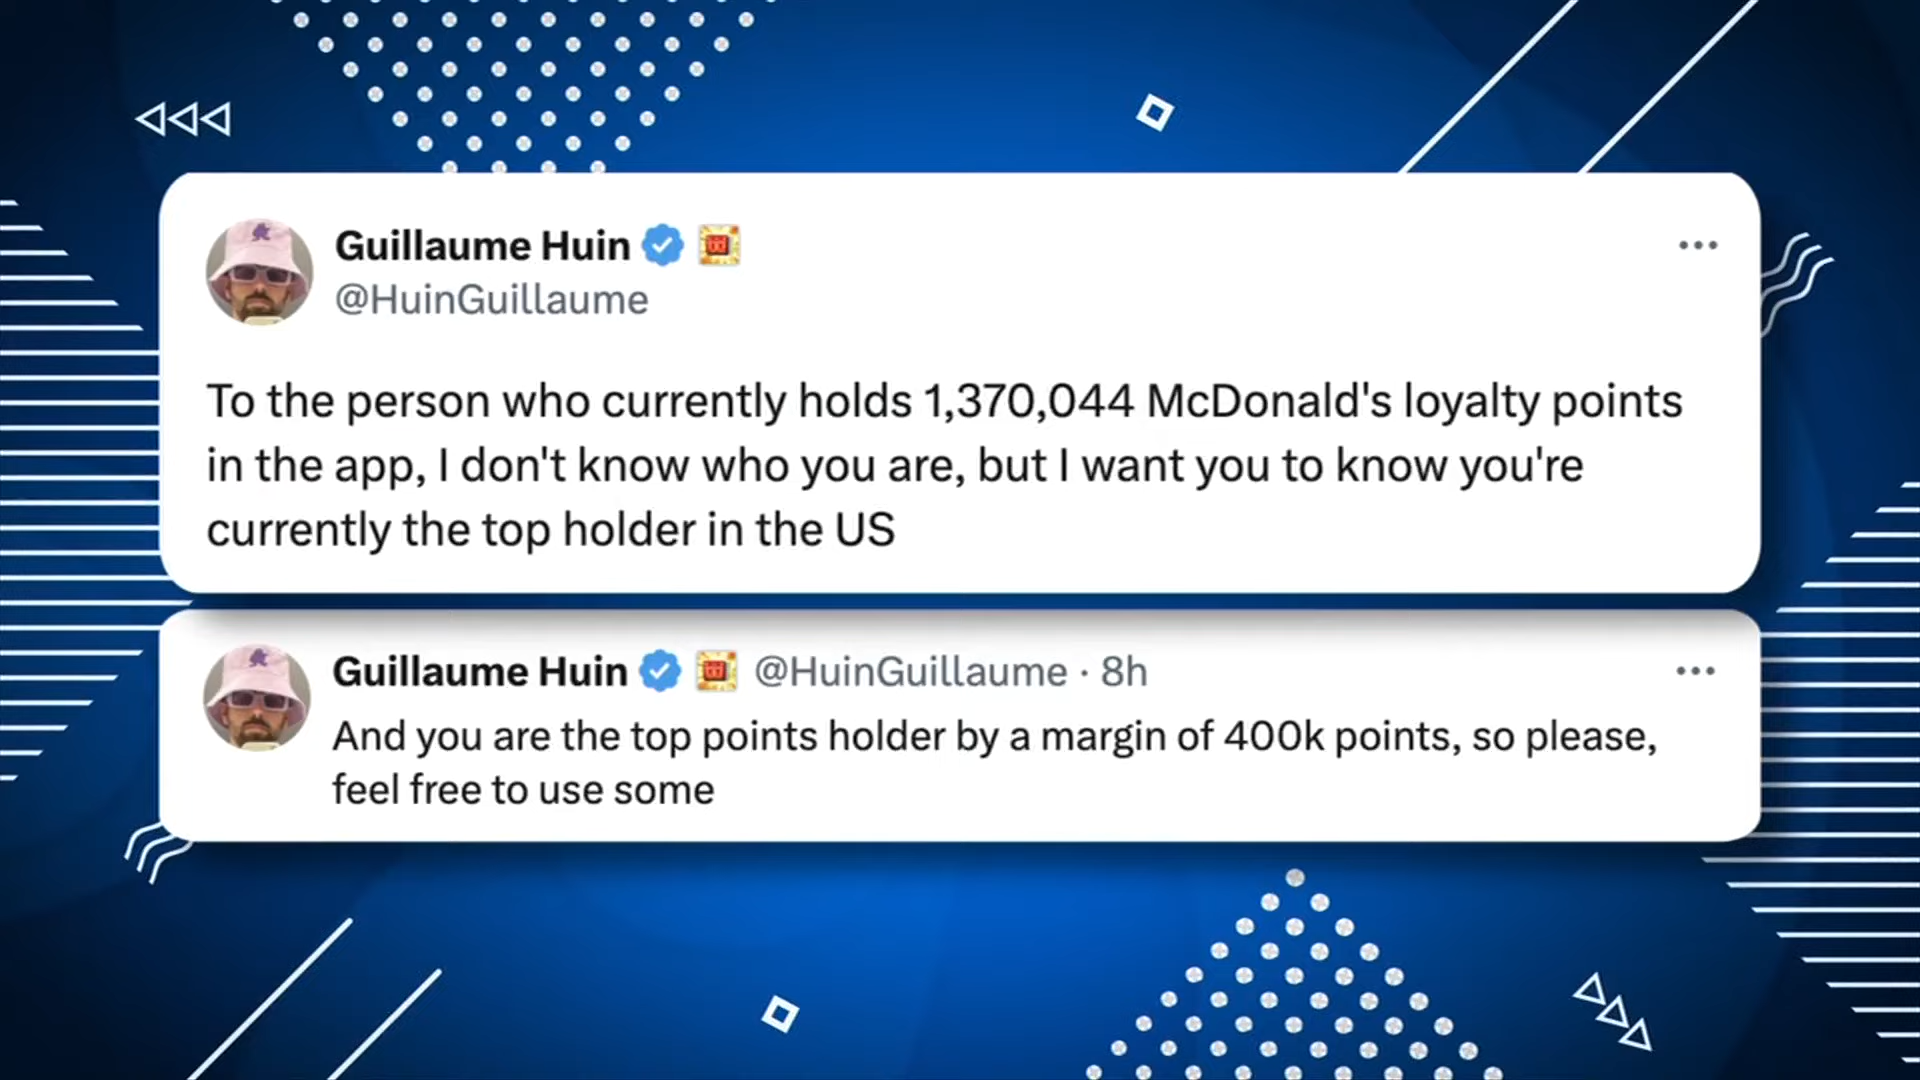 Guillaume Huin
@HuinGuillaume
To the person who currently holds 1,370,044 McDonald's loyalty points
in the app, I don't know who you are, but I want you to know you're
currently the top holder in the US
Guillaume Huin @HuinGuillaume · 8h
And you are the top points holder by a margin of 400k points, so please,
feel free to use some